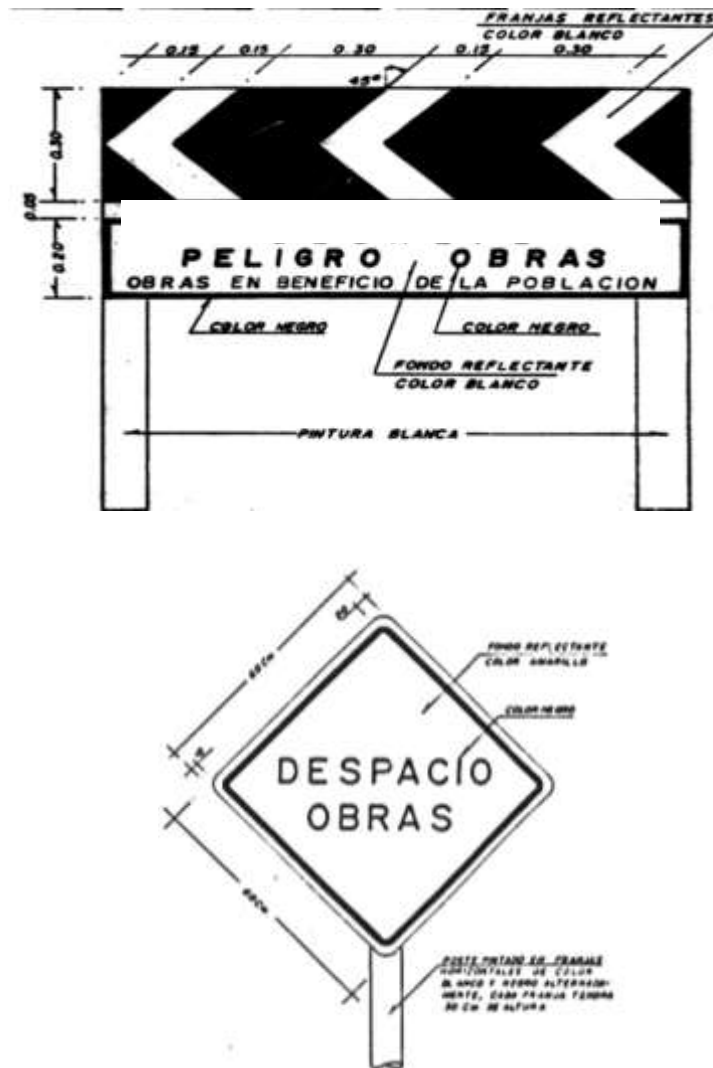 FRANJAS REFLECTANTES
COLOR BLANCO
0.15 0.15 0.30 0.15 0.30
45°
0.30
0.05
0.20
PELIGRO OBRAS
OBRAS EN BENEFICIO DE LA POBLACION
COLOR NEGRO COLOR NEGRO
FONDO REFLECTANTE
COLOR BLANCO
PINTURA BLANCA
FONDO REFLECTANTE
COLOR AMARILLO
COLOR NEGRO
DESPACIO
OBRAS
POSTE PINTADO EN FRANJAS
HORIZONTALES DE COLOR
BLANCO Y NEGRO ALTERNADA-
MENTE, CADA FRANJA TENDRA
30 CM DE ALTURA